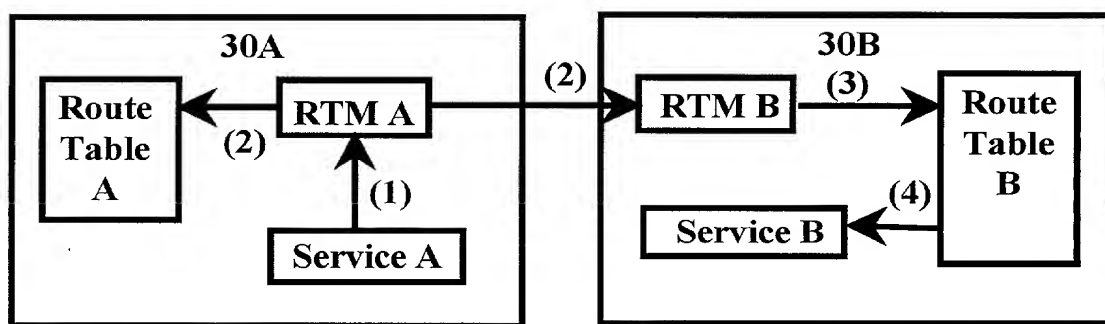 30A
Route
Table
A
(2)
RTM A
(1)
Service A
(2)
30B
RTM B
(3)
Route
Table
B
(4)
Service B